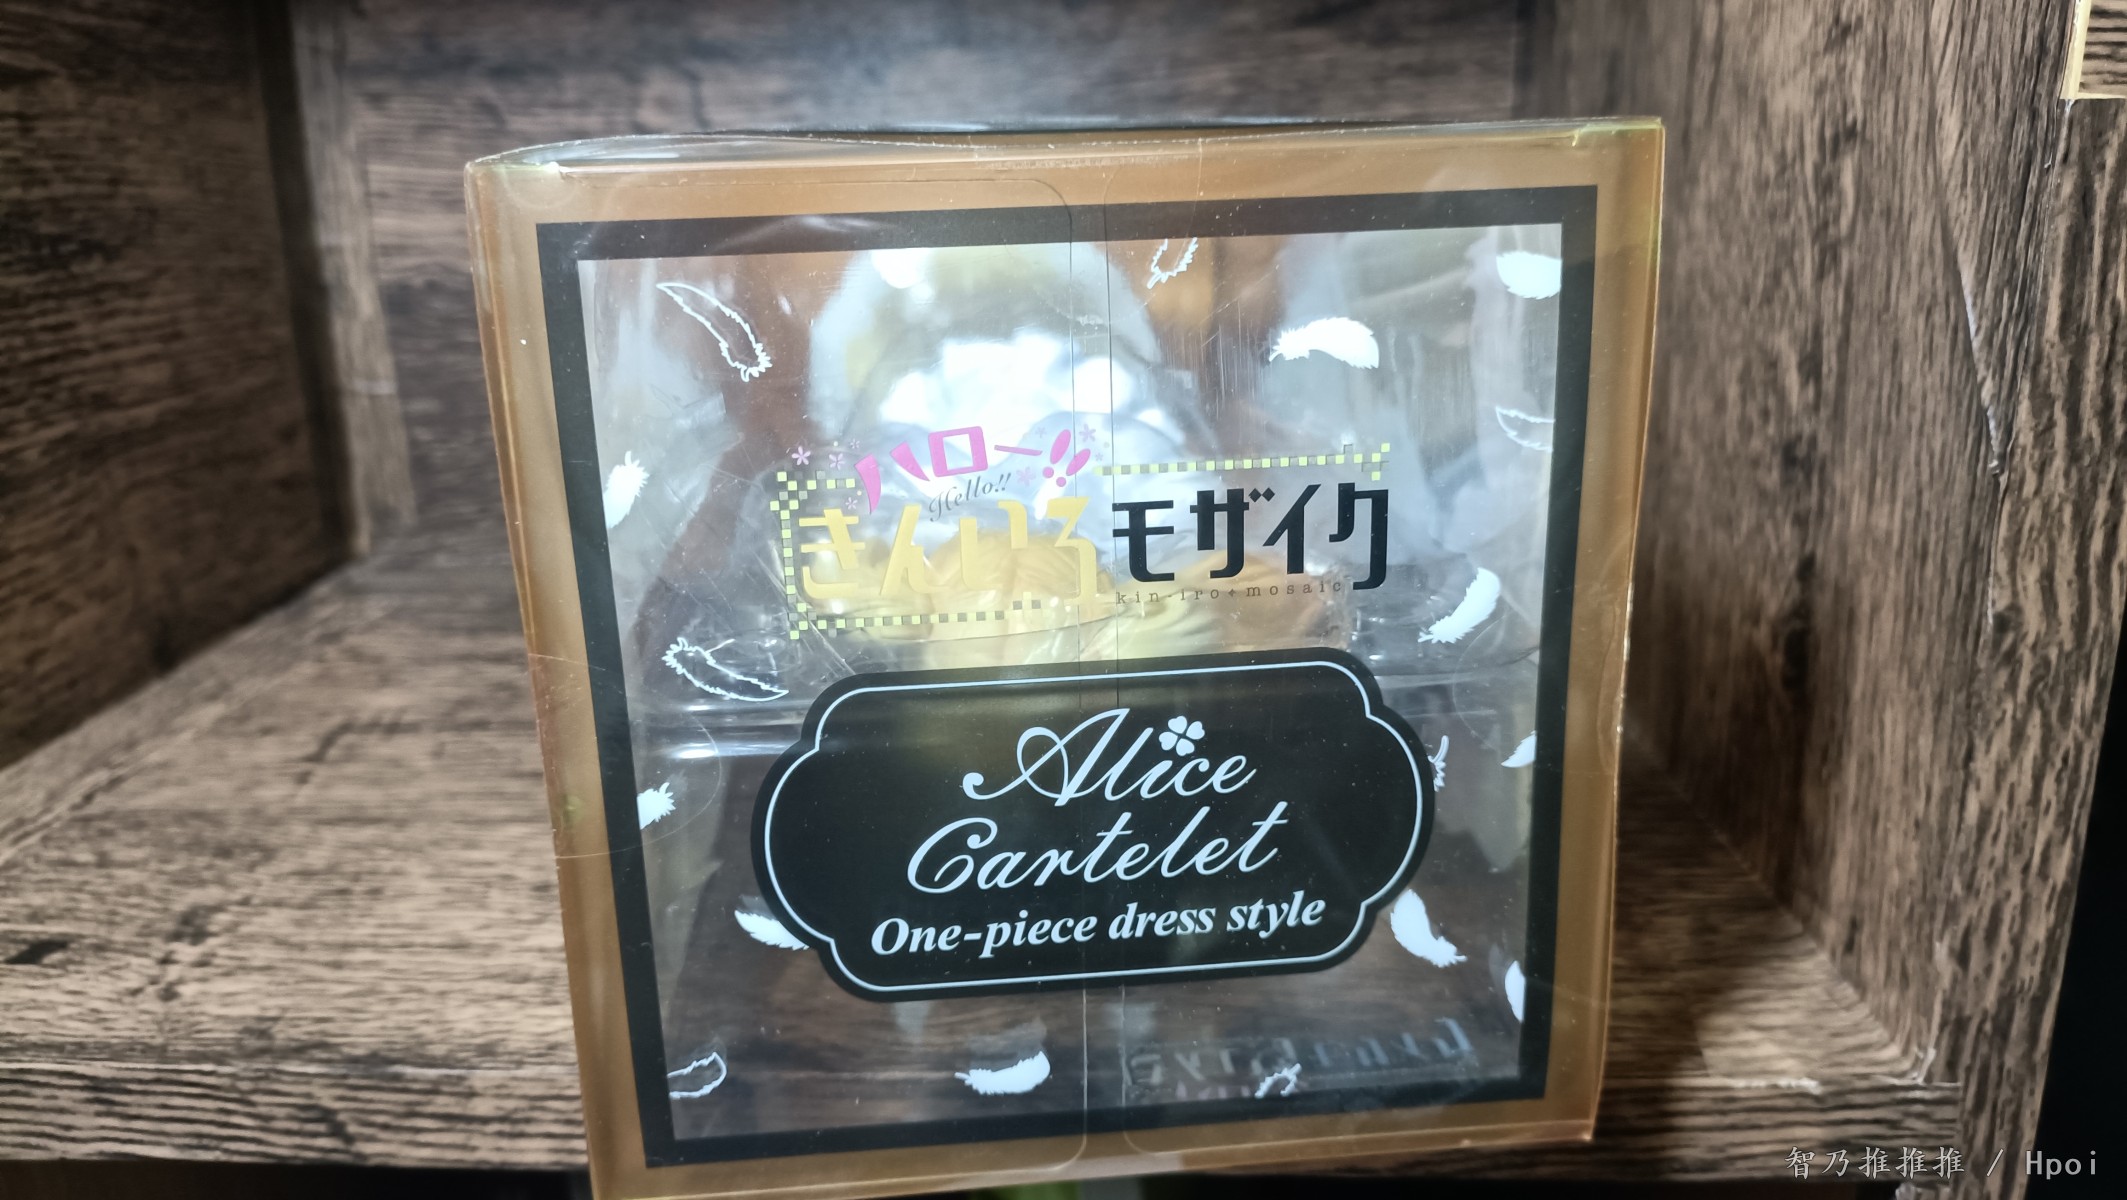 ハロー!!
Hello!!
きんいろモザイク
kin-iro+mosaic
Alice
Cartelet
One-piece dress style
智乃推推推 / Hpoi